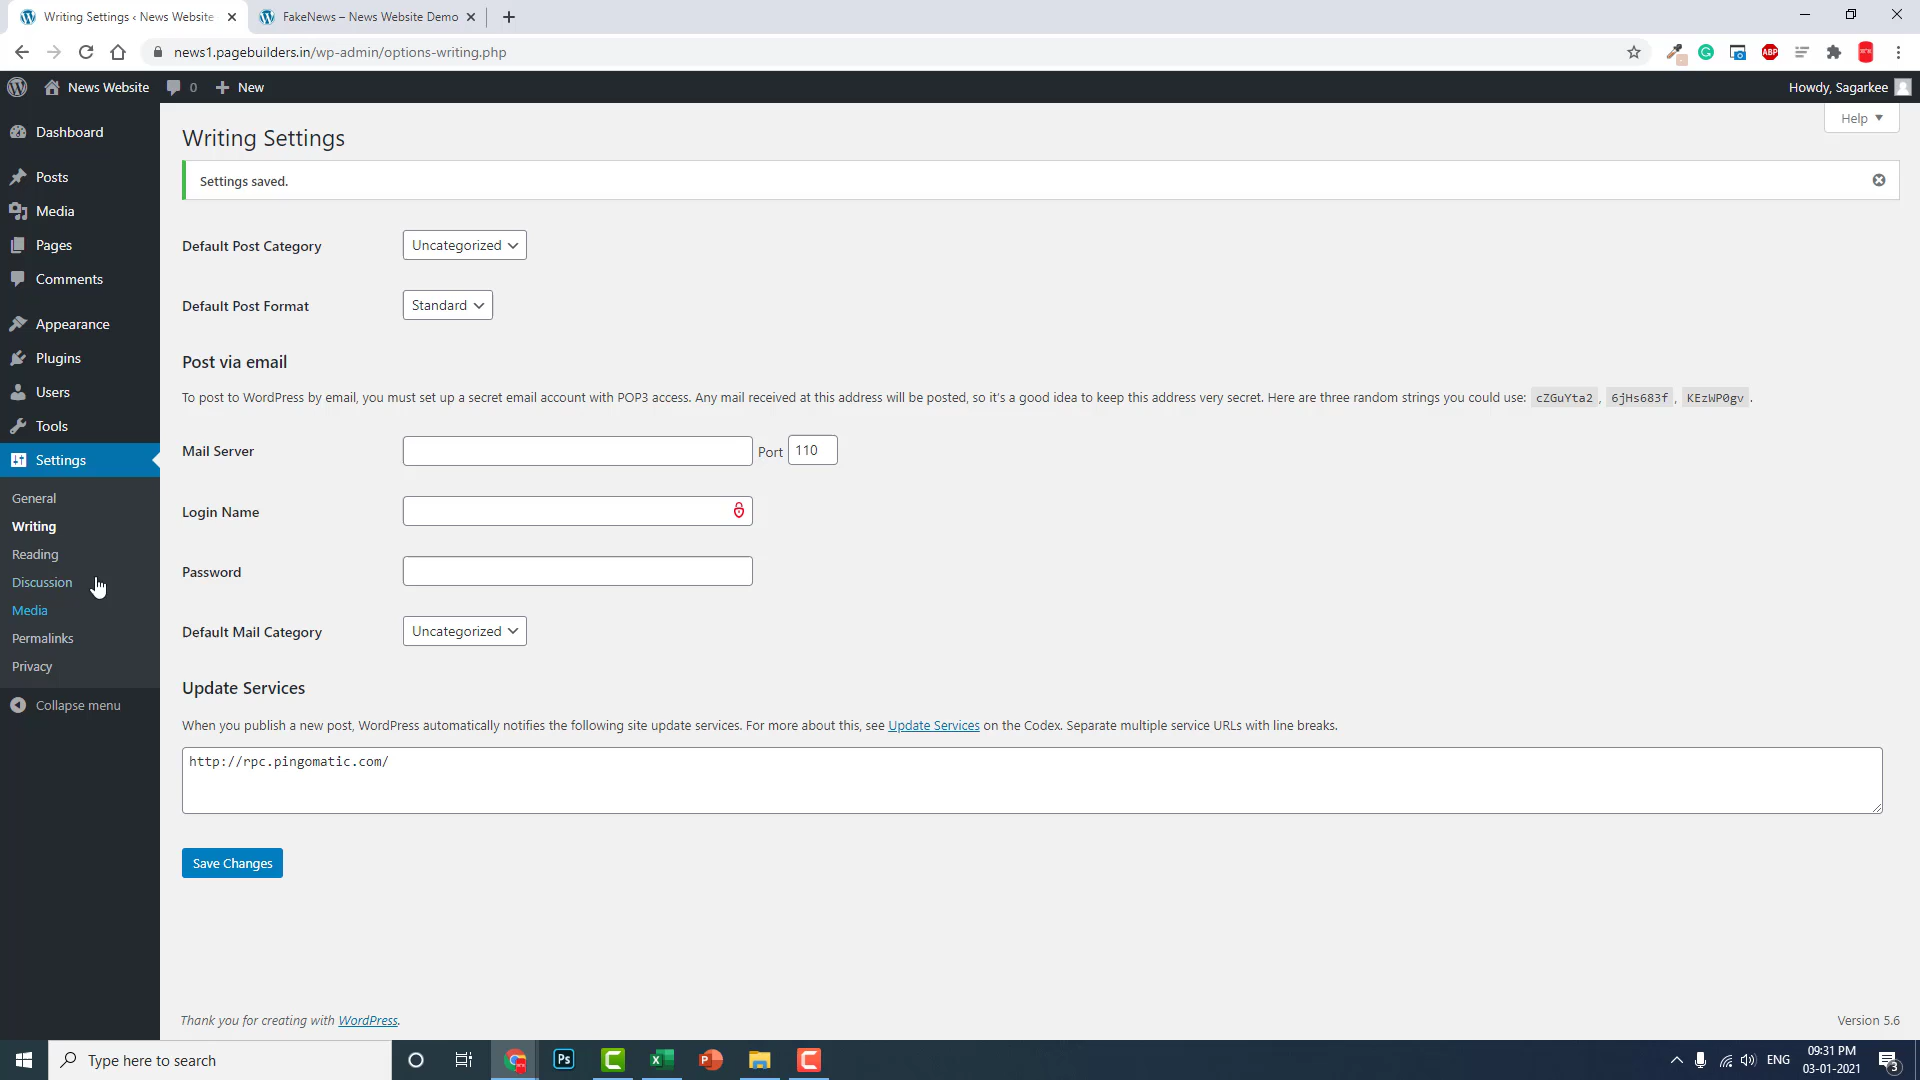 Writing Settings ‹ News Website
FakeNews – News Website Demo
news1.pagebuilders.in/wp-admin/options-writing.php
ABP
News Website
0
New
Howdy, Sagarkee
Dashboard
Posts
Media
Pages
Comments
Appearance
Plugins
Users
Tools
Settings
General
Writing
Reading
Discussion
Media
Permalinks
Privacy
Collapse menu
Help
Writing Settings
Settings saved.
Default Post Category
Uncategorized
Default Post Format
Standard
Post via email
To post to WordPress by email, you must set up a secret email account with POP3 access. Any mail received at this address will be posted, so it's a good idea to keep this address very secret. Here are three random strings you could use: cZGuYta2 , 6jHs683f , KEzWP0gv .
Mail Server
Port 110
Login Name
Password
Default Mail Category
Uncategorized
Update Services
When you publish a new post, WordPress automatically notifies the following site update services. For more about this, see Update Services on the Codex. Separate multiple service URLs with line breaks.
http://rpc.pingomatic.com/
Save Changes
Thank you for creating with WordPress.
Version 5.6
Type here to search
Ps
ENG
09:31 PM
03-01-2021
3